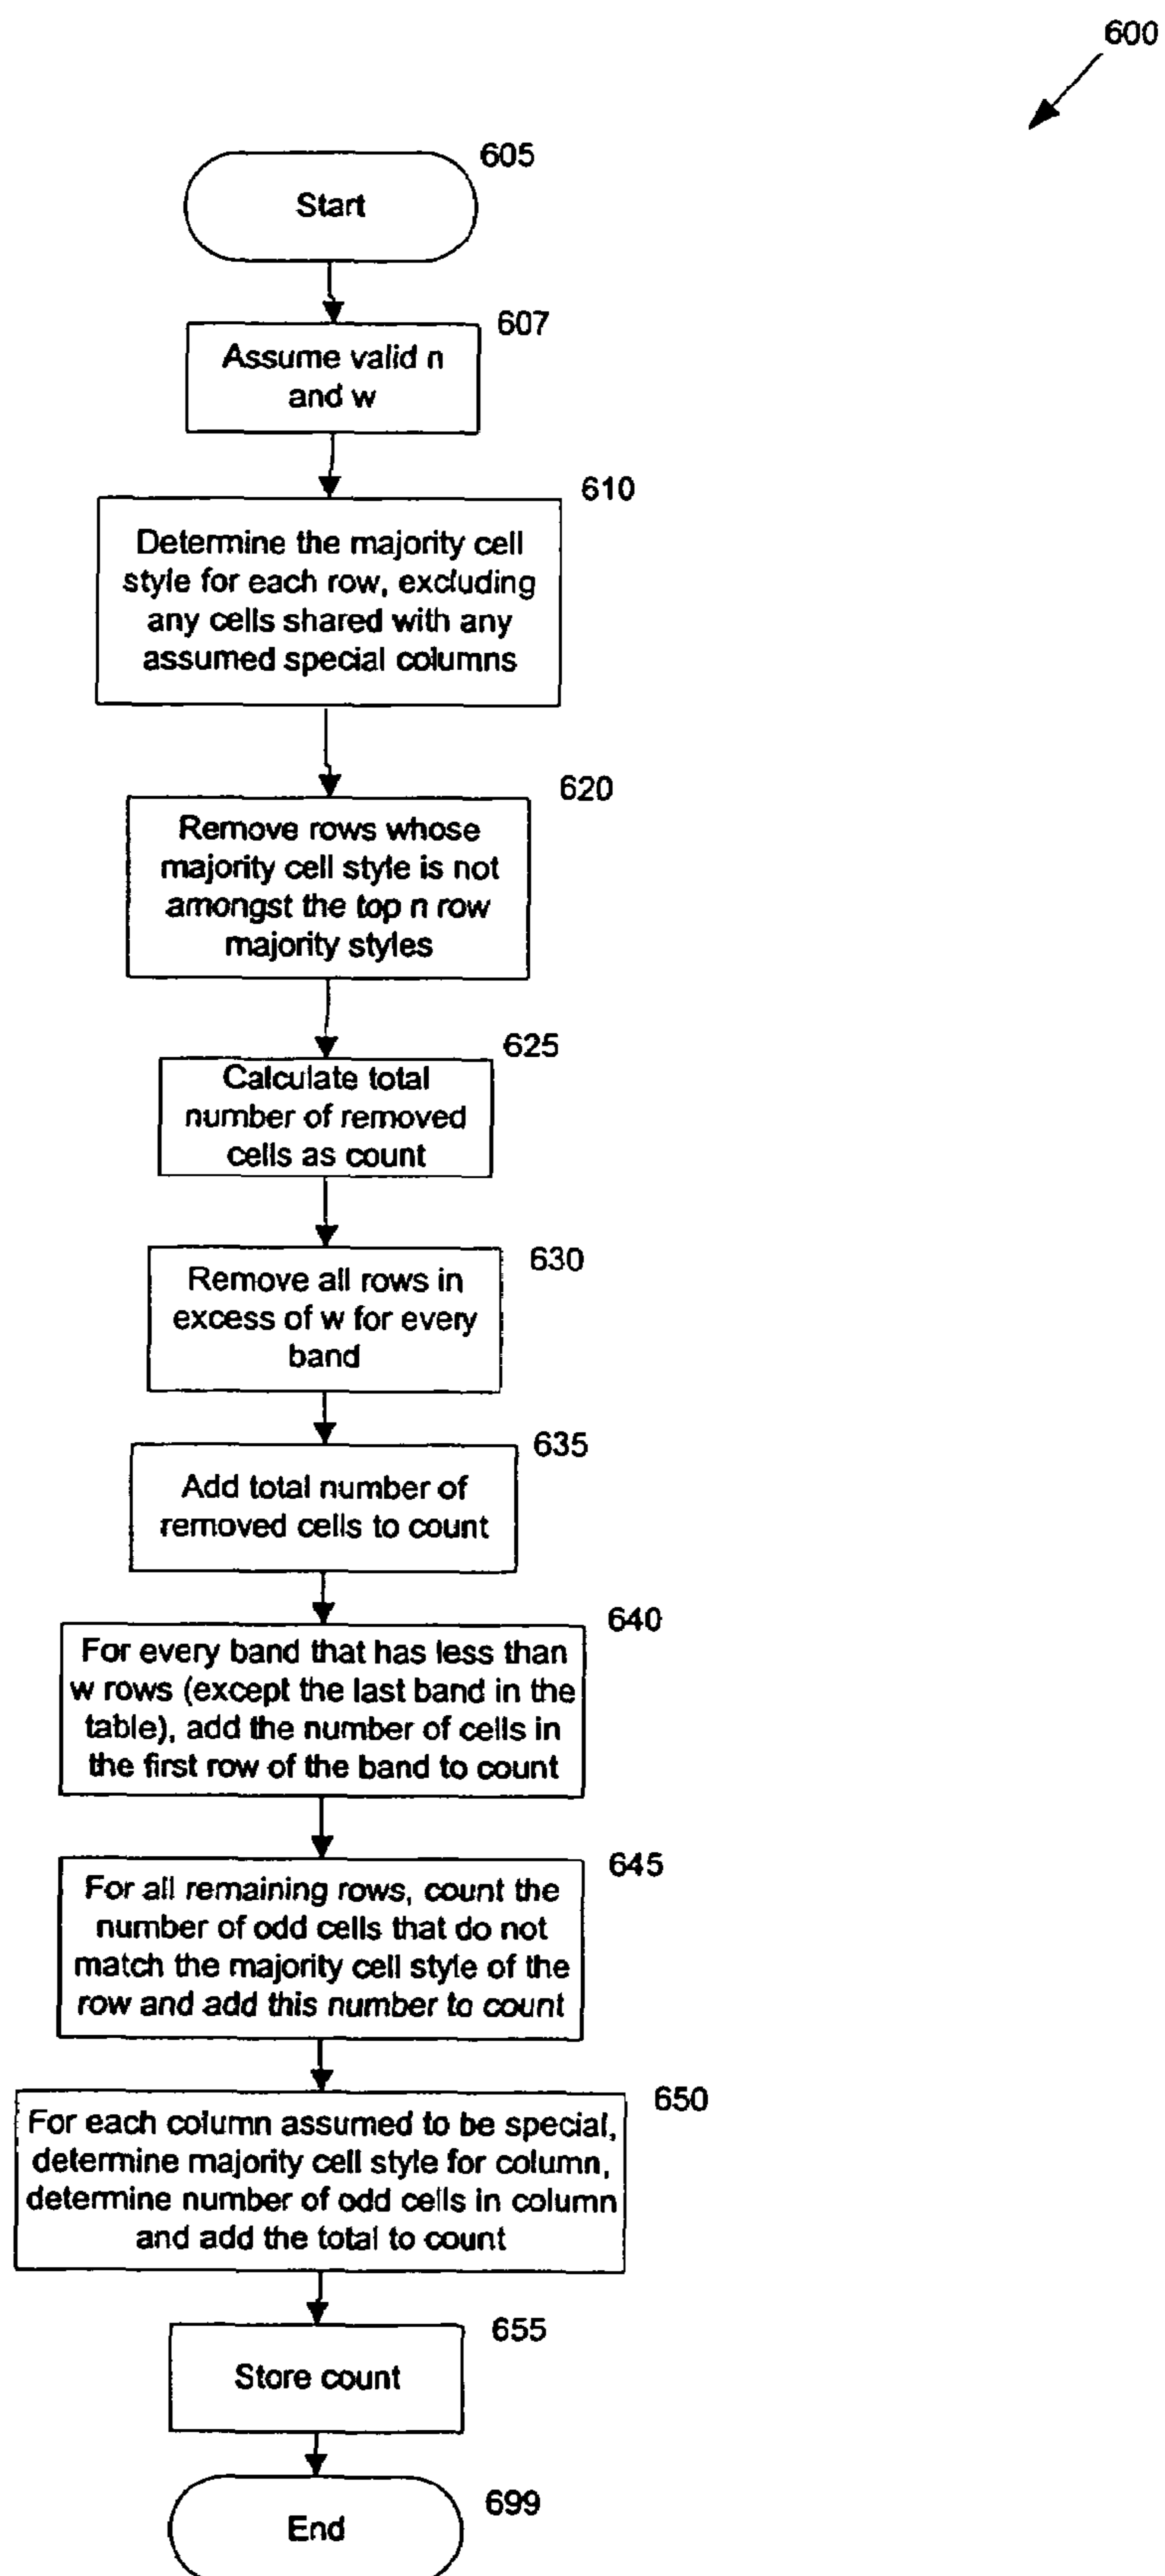 600
605
Start
607
Assume valid n
and w
610
Determine the majority cell
style for each row, excluding
any cells shared with any
assumed special columns
620
Remove rows whose
majority cell style is not
amongst the top n row
majority styles
625
Calculate total
number of removed
cells as count
630
Remove all rows in
excess of w for every
band
635
Add total number of
removed cells to count
640
For every band that has less than
w rows (except the last band in the
table), add the number of cells in
the first row of the band to count
645
For all remaining rows, count the
number of odd cells that do not
match the majority cell style of the
row and add this number to count
650
For each column assumed to be special,
determine majority cell style for column,
determine number of odd cells in column
and add the total to count
655
Store count
699
End